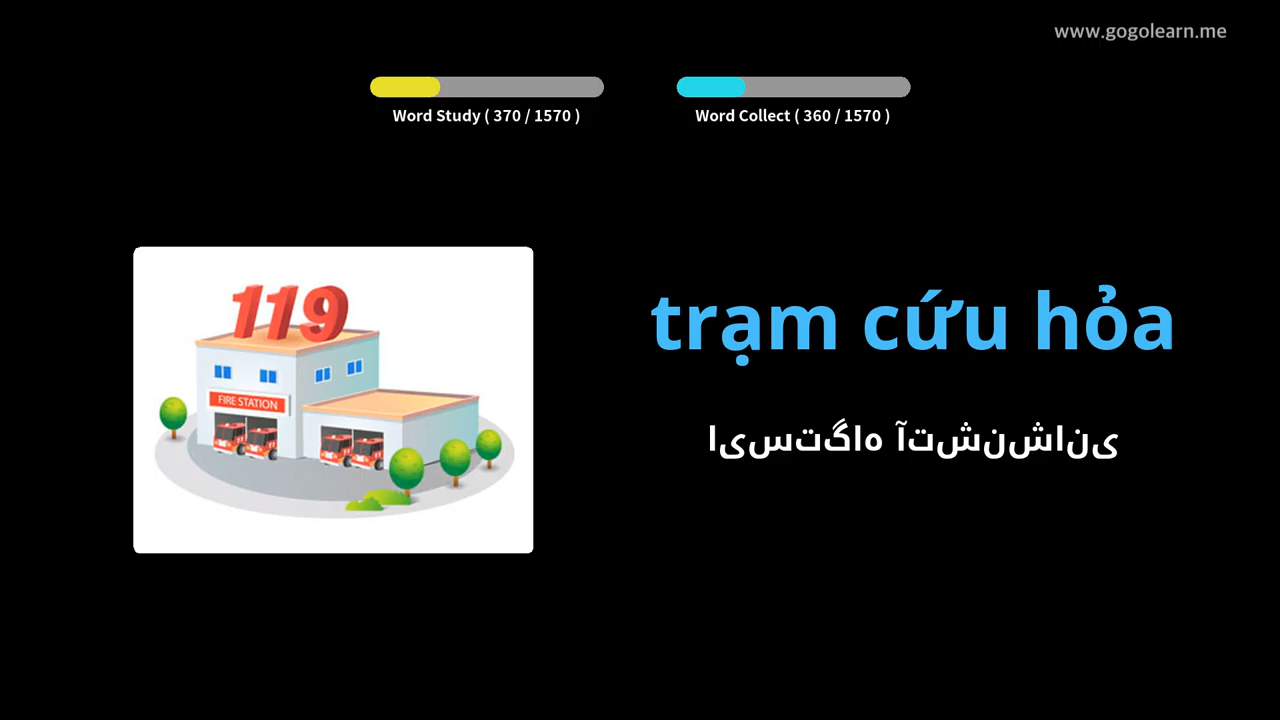 www.gogolearn.me
Word Study ( 370 / 1570 )
Word Collect ( 360 / 1570 )
119
FIRE STATION
trạm cứu hỏa
ایستگاه آتشنشانی